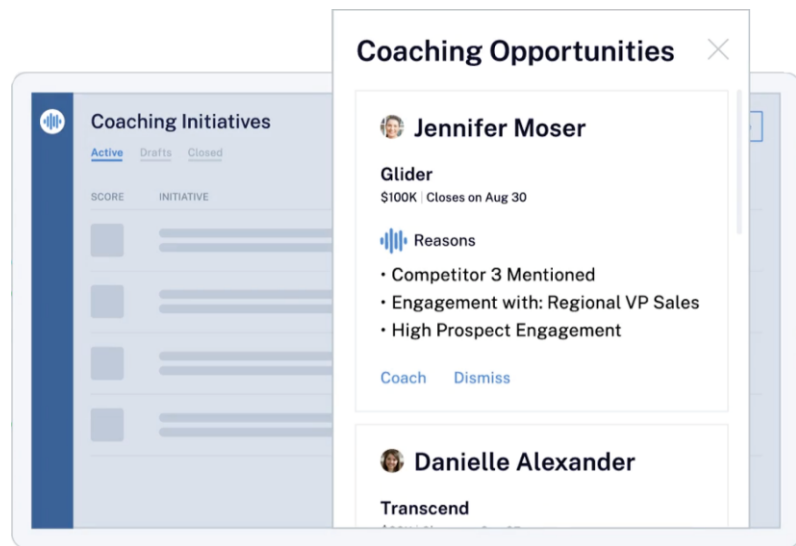 Coaching Opportunities
Coaching Initiatives
Active Drafts Closed
SCORE INITIATIVE
Jennifer Moser
Glider
$100K | Closes on Aug 30
Reasons
• Competitor 3 Mentioned
• Engagement with: Regional VP Sales
• High Prospect Engagement
Coach Dismiss
Danielle Alexander
Transcend